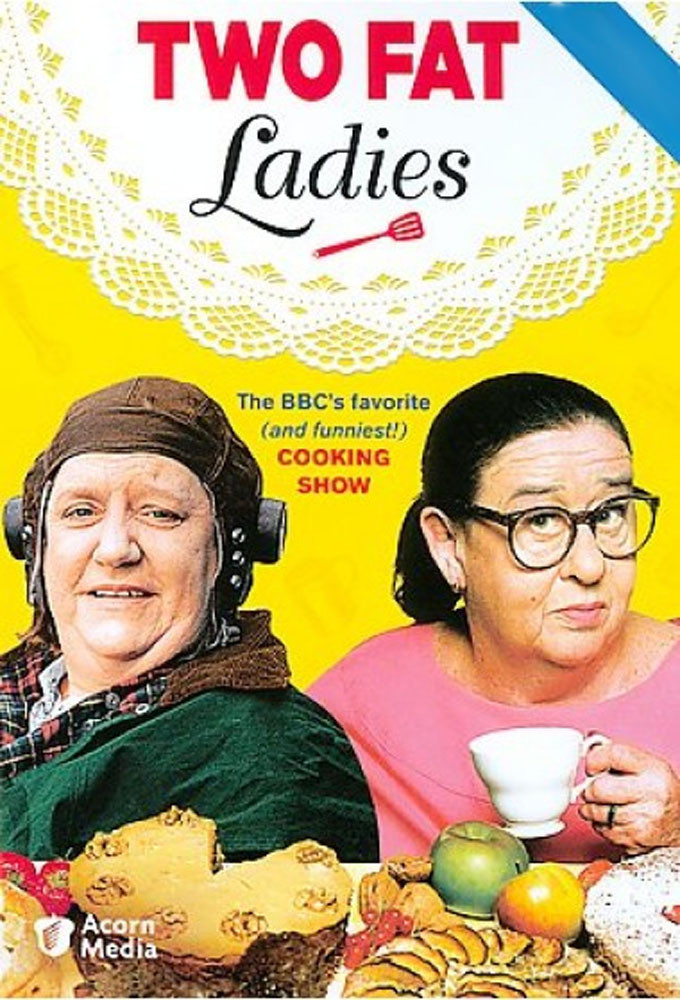 TWO FAT
Ladies
The BBC's favorite
(and funniest!)
COOKING
SHOW
Acorn
Media